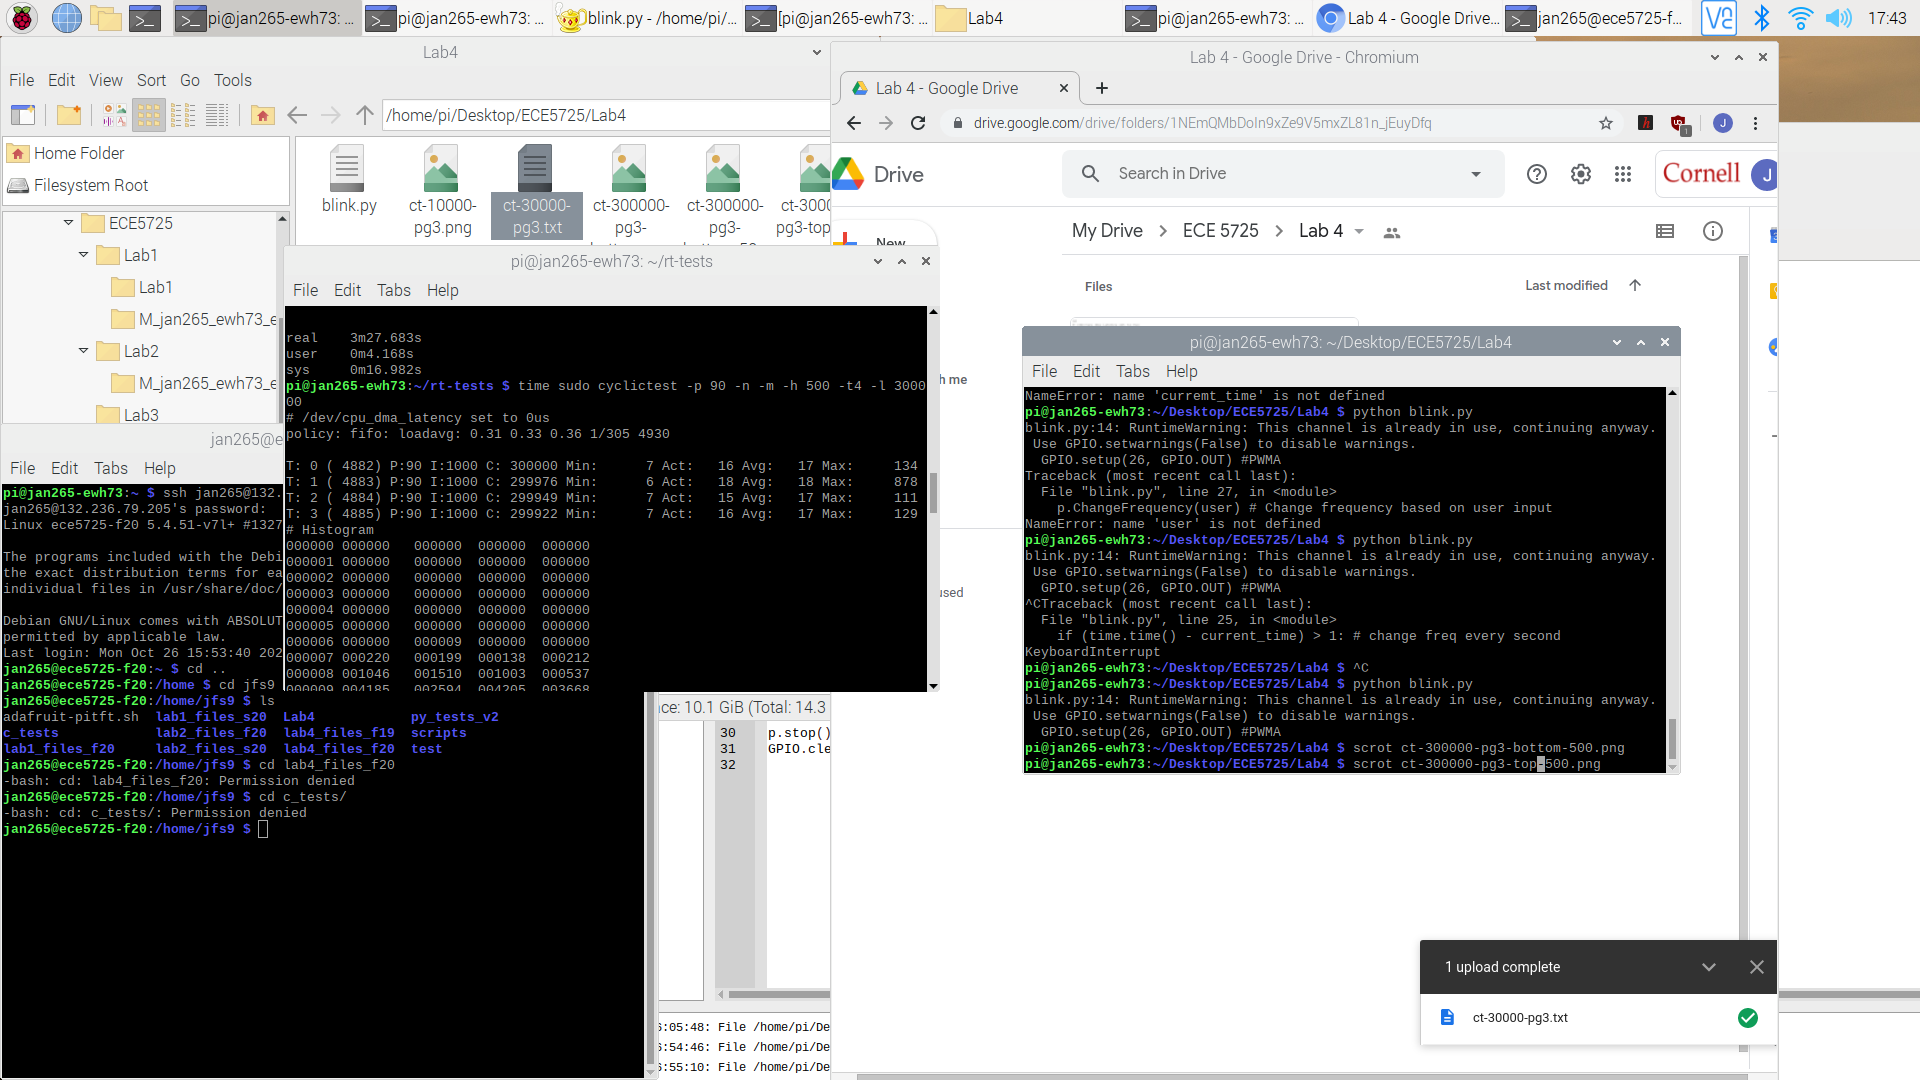 pi@jan265-ewh73: ...
pi@jan265-ewh73: ...
blink.py - /home/pi/...
[pi@jan265-ewh73: ...
Lab4
pi@jan265-ewh73: ...
Lab 4 - Google Drive...
jan265@ece5725-f...
17:43
Lab4
File Edit View Sort Go Tools
/home/pi/Desktop/ECE5725/Lab4
Home Folder
Filesystem Root
ECE5725
Lab1
Lab1
M_jan265_ewh73_e
Lab2
M_jan265_ewh73_e
Lab3
blink.py
ct-10000-
pg3.png
ct-30000-
pg3.txt
ct-300000-
pg3-
ct-300000-
pg3-
ct-3000
pg3-top
pi@jan265-ewh73: ~/rt-tests
File Edit Tabs Help
real    3m27.683s
user    0m4.168s
sys     0m16.982s
pi@jan265-ewh73:~/rt-tests $ time sudo cyclictest -p 90 -n -m -h 500 -t4 -l 3000
00
# /dev/cpu_dma_latency set to 0us
policy: fifo: loadavg: 0.31 0.33 0.36 1/305 4930
T: 0 ( 4882) P:90 I:1000 C: 300000 Min:      7 Act:   16 Avg:   17 Max:     134
T: 1 ( 4883) P:90 I:1000 C: 299976 Min:      6 Act:   18 Avg:   18 Max:     878
T: 2 ( 4884) P:90 I:1000 C: 299949 Min:      7 Act:   15 Avg:   17 Max:     111
T: 3 ( 4885) P:90 I:1000 C: 299922 Min:      7 Act:   16 Avg:   17 Max:     129
# Histogram
000000 000000   000000  000000  000000
000001 000000   000000  000000  000000
000002 000000   000000  000000  000000
000003 000000   000000  000000  000000
000004 000000   000000  000000  000000
000005 000000   000000  000000  000000
000006 000000   000009  000000  000000
000007 000220   000199  000138  000212
000008 001046   001510  001003  000537
000009 004185   002594  004205  003668
jan265@e
File Edit Tabs Help
pi@jan265-ewh73:~ $ ssh jan265@132.
jan265@132.236.79.205's password:
Linux ece5725-f20 5.4.51-v7l+ #1327
The programs included with the Debi
the exact distribution terms for ea
individual files in /usr/share/doc/
Debian GNU/Linux comes with ABSOLUT
permitted by applicable law.
Last login: Mon Oct 26 15:53:40 202
jan265@ece5725-f20:~ $ cd ..
jan265@ece5725-f20:/home $ cd jfs9
jan265@ece5725-f20:/home/jfs9 $ ls
adafruit-pitft.sh  lab1_files_s20  Lab4            py_tests_v2
c_tests            lab2_files_f20  lab4_files_f19  scripts
lab1_files_f20     lab2_files_s20  lab4_files_f20  test
jan265@ece5725-f20:/home/jfs9 $ cd lab4_files_f20
-bash: cd: lab4_files_f20: Permission denied
jan265@ece5725-f20:/home/jfs9 $ cd c_tests/
-bash: cd: c_tests/: Permission denied
jan265@ece5725-f20:/home/jfs9 $
ce: 10.1 GiB (Total: 14.3
30 p.stop()
31 GPIO.cle
32
6:05:48: File /home/pi/De
6:54:46: File /home/pi/De
6:55:10: File /home/pi/De
Lab 4 - Google Drive - Chromium
Lab 4 - Google Drive
drive.google.com/drive/folders/1NEmQMbDoIn9xZe9V5mxZL81n_jEuyDfq
h
1
J
Drive
Search in Drive
Cornell
J
New
My Drive > ECE 5725 > Lab 4
Files
Last modified
h me
used
pi@jan265-ewh73: ~/Desktop/ECE5725/Lab4
File Edit Tabs Help
NameError: name 'curremt_time' is not defined
pi@jan265-ewh73:~/Desktop/ECE5725/Lab4 $ python blink.py
blink.py:14: RuntimeWarning: This channel is already in use, continuing anyway.
 Use GPIO.setwarnings(False) to disable warnings.
  GPIO.setup(26, GPIO.OUT) #PWMA
Traceback (most recent call last):
  File "blink.py", line 27, in <module>
    p.ChangeFrequency(user) # Change frequency based on user input
NameError: name 'user' is not defined
pi@jan265-ewh73:~/Desktop/ECE5725/Lab4 $ python blink.py
blink.py:14: RuntimeWarning: This channel is already in use, continuing anyway.
 Use GPIO.setwarnings(False) to disable warnings.
  GPIO.setup(26, GPIO.OUT) #PWMA
^CTraceback (most recent call last):
  File "blink.py", line 25, in <module>
    if (time.time() - current_time) > 1: # change freq every second
KeyboardInterrupt
pi@jan265-ewh73:~/Desktop/ECE5725/Lab4 $ ^C
pi@jan265-ewh73:~/Desktop/ECE5725/Lab4 $ python blink.py
blink.py:14: RuntimeWarning: This channel is already in use, continuing anyway.
 Use GPIO.setwarnings(False) to disable warnings.
  GPIO.setup(26, GPIO.OUT) #PWMA
pi@jan265-ewh73:~/Desktop/ECE5725/Lab4 $ scrot ct-300000-pg3-bottom-500.png
pi@jan265-ewh73:~/Desktop/ECE5725/Lab4 $ scrot ct-300000-pg3-top-500.png
1 upload complete
ct-30000-pg3.txt